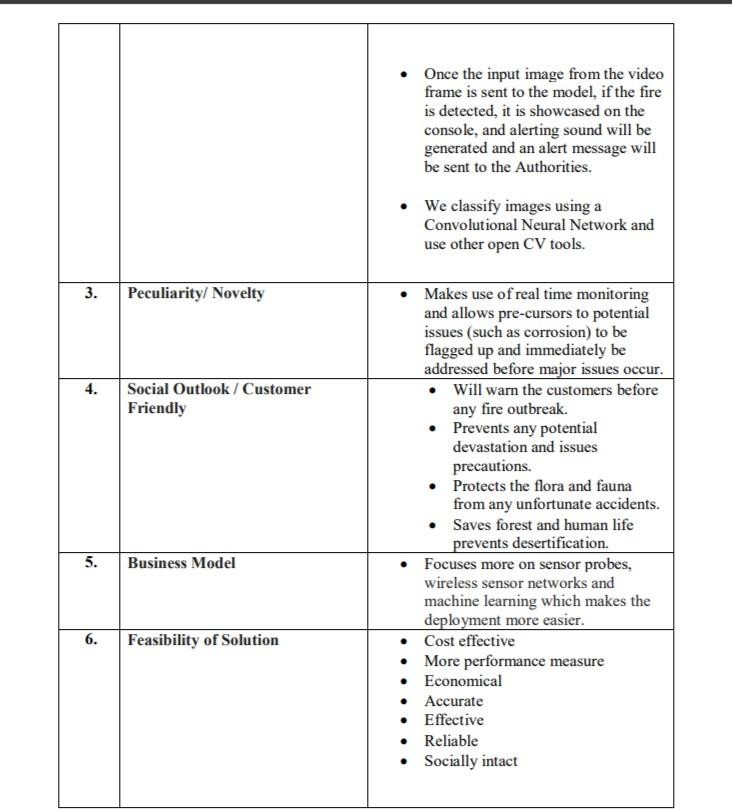 • Once the input image from the video
frame is sent to the model, if the fire
is detected, it is showcased on the
console, and alerting sound will be
generated and an alert message will
be sent to the Authorities.
• We classify images using a
Convolutional Neural Network and
use other open CV tools.
3. Peculiarity/ Novelty
• Makes use of real time monitoring
and allows pre-cursors to potential
issues (such as corrosion) to be
flagged up and immediately be
addressed before major issues occur.
4. Social Outlook / Customer
Friendly
• Will warn the customers before
any fire outbreak.
• Prevents any potential
devastation and issues
precautions.
• Protects the flora and fauna
from any unfortunate accidents.
• Saves forest and human life
prevents desertification.
5. Business Model
• Focuses more on sensor probes,
wireless sensor networks and
machine learning which makes the
deployment more easier.
6. Feasibility of Solution
• Cost effective
• More performance measure
• Economical
• Accurate
• Effective
• Reliable
• Socially intact